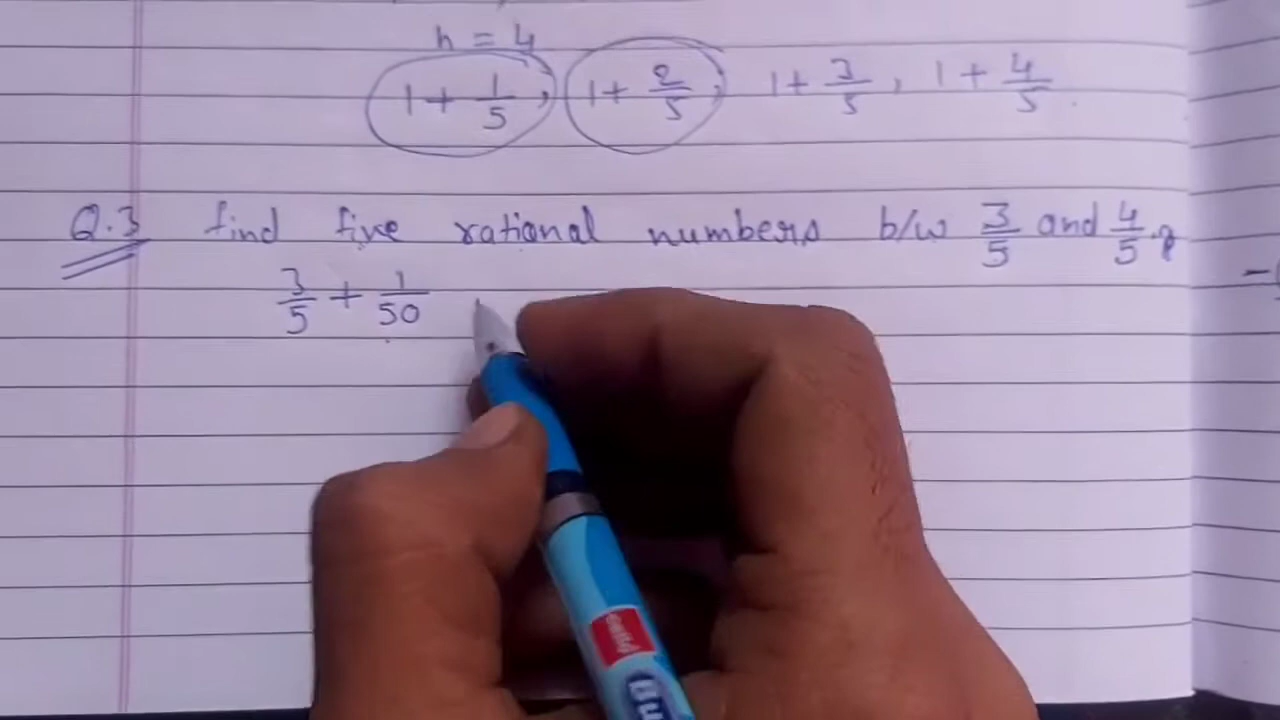 n = 4
1 + 1/5, 1 + 2/5, 1 + 3/5, 1 + 4/5.
Q.3 find five rational numbers b/w 3/5 and 4/5.?
3/5 + 1/50
cello